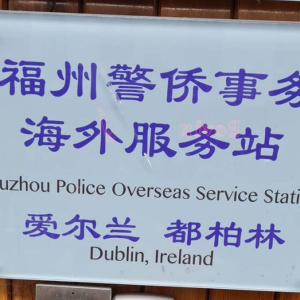 福州警侨事务
海外服务站
uzhou Police Overseas Service Stati
爱尔兰 都柏林
Dublin, Ireland